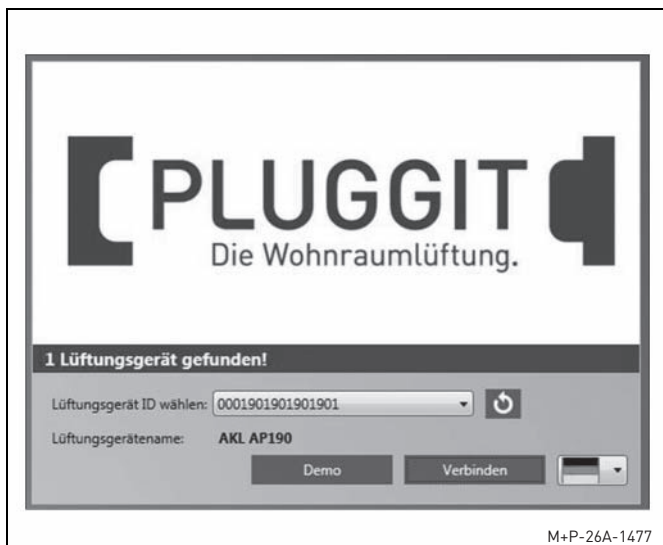 PLUGGIT
Die Wohnraumlüftung.
1 Lüftungsgerät gefunden!
Lüftungsgerät ID wählen: 0001901901901901
Lüftungsgerätename: AKL AP190
Demo Verbinden
M+P-26A-1477